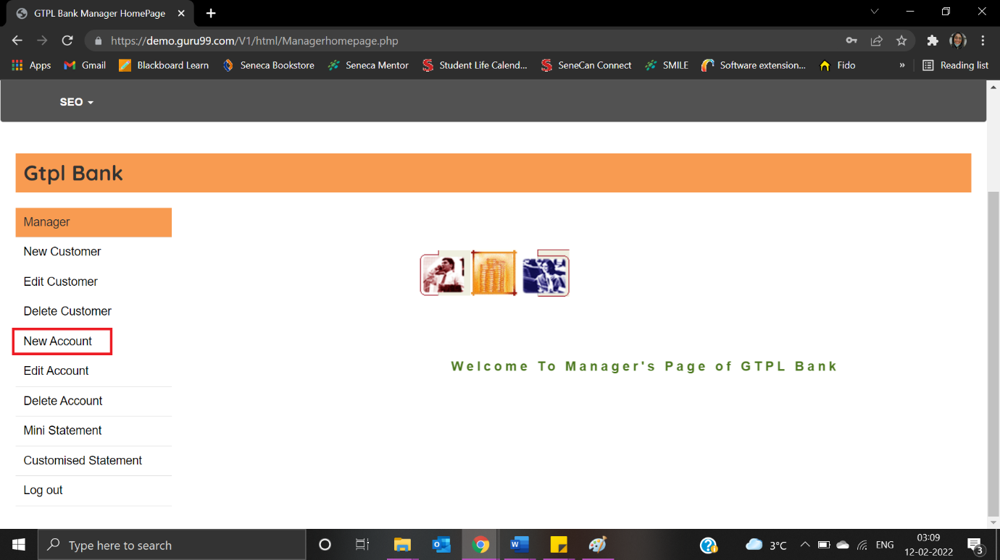 GTPL Bank Manager HomePage
https://demo.guru99.com/V1/html/Managerhomepage.php
Apps Gmail Blackboard Learn Seneca Bookstore Seneca Mentor Student Life Calend... SeneCan Connect SMILE Software extension... Fido » Reading list
SEO
Gtpl Bank
Manager
New Customer
Edit Customer
Delete Customer
New Account
Edit Account
Delete Account
Mini Statement
Customised Statement
Log out
Welcome To Manager's Page of GTPL Bank
Type here to search
3°C
ENG
03:09
12-02-2022
3